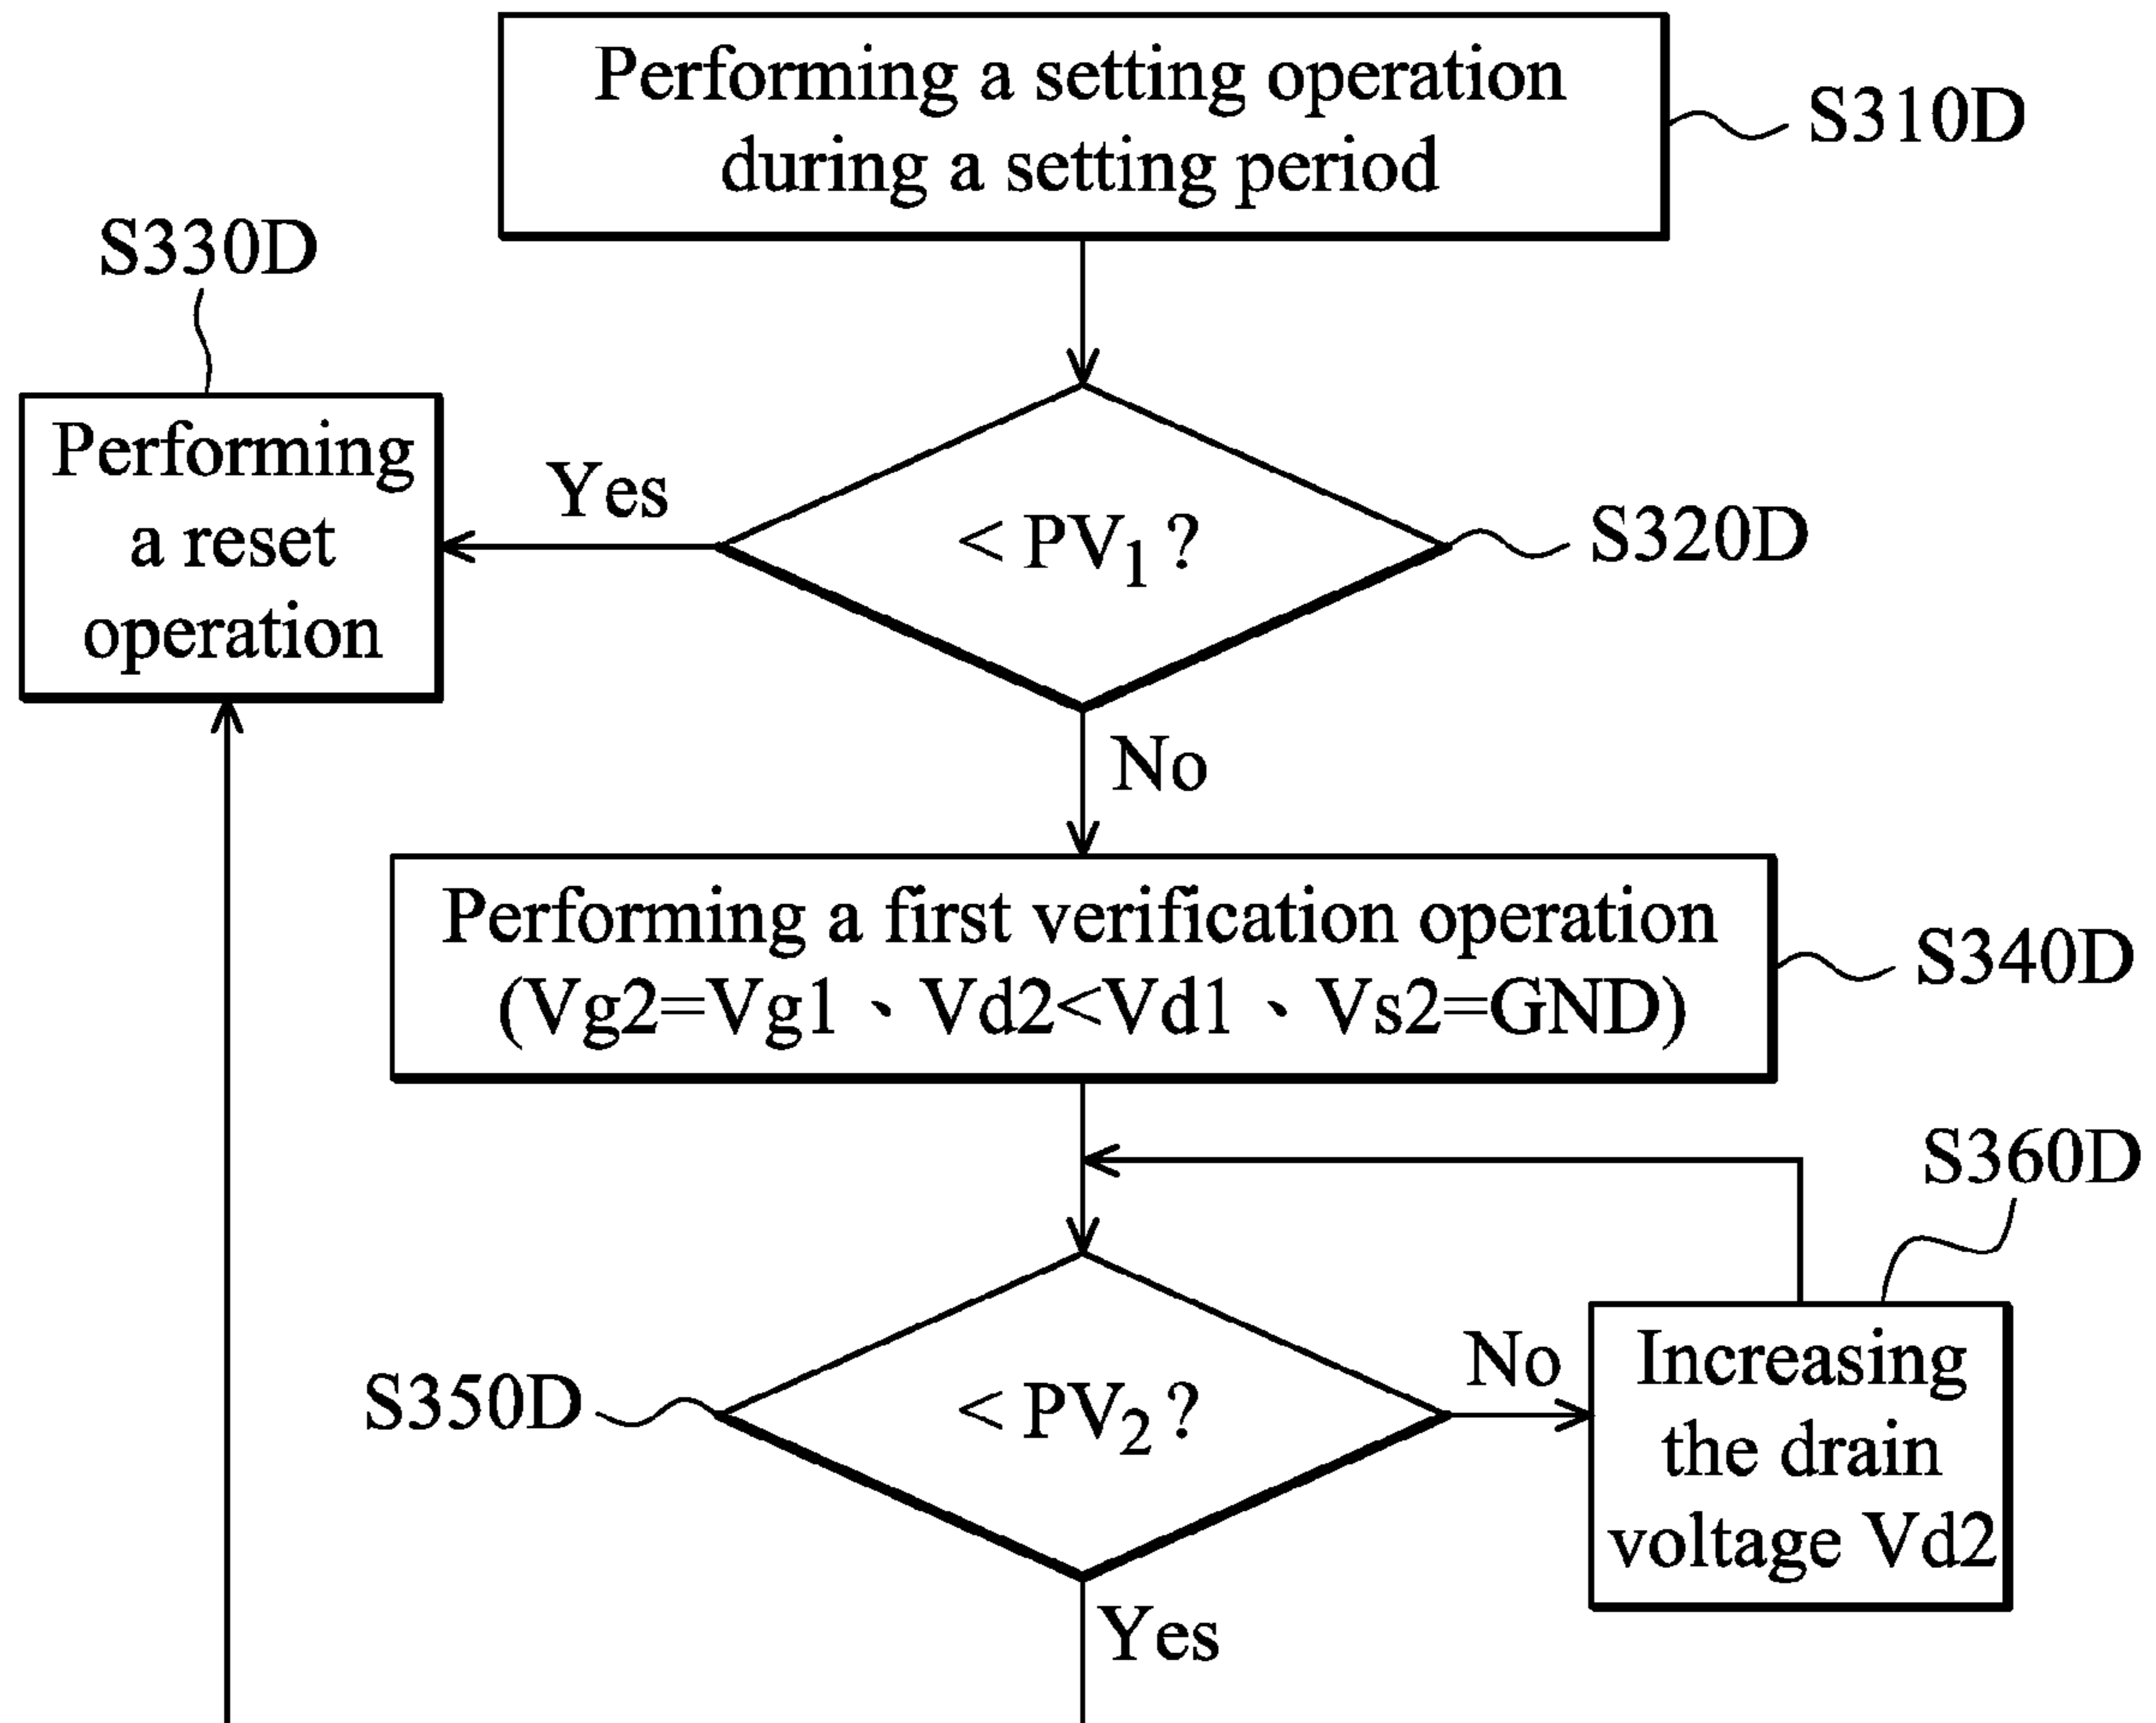 Performing a setting operation
during a setting period
S310D
S330D
Performing
a reset
operation
Yes
< PV1 ?
S320D
No
Performing a first verification operation
(Vg2=Vg1、Vd2<Vd1、Vs2=GND)
S340D
S360D
S350D
< PV2 ?
No
Increasing
the drain
voltage Vd2
Yes